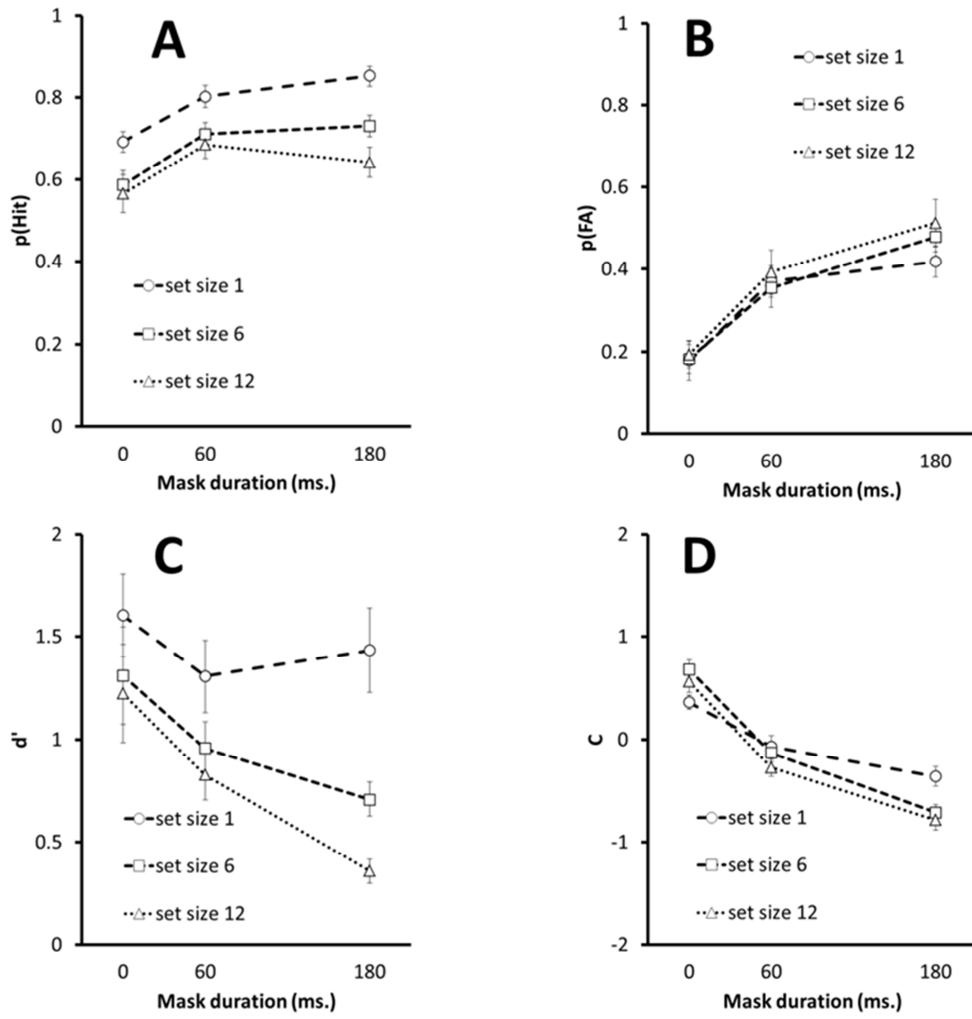 A
p(Hit)
1
0.8
0.6
0.4
0.2
0
set size 1
set size 6
set size 12
0 60 180
Mask duration (ms.)
B
p(FA)
1
0.8
0.6
0.4
0.2
0
set size 1
set size 6
set size 12
0 60 180
Mask duration (ms.)
C
d'
2
1.5
1
0.5
0
set size 1
set size 6
set size 12
0 60 180
Mask duration (ms.)
D
C
2
1
0
-1
-2
set size 1
set size 6
set size 12
0 60 180
Mask duration (ms.)